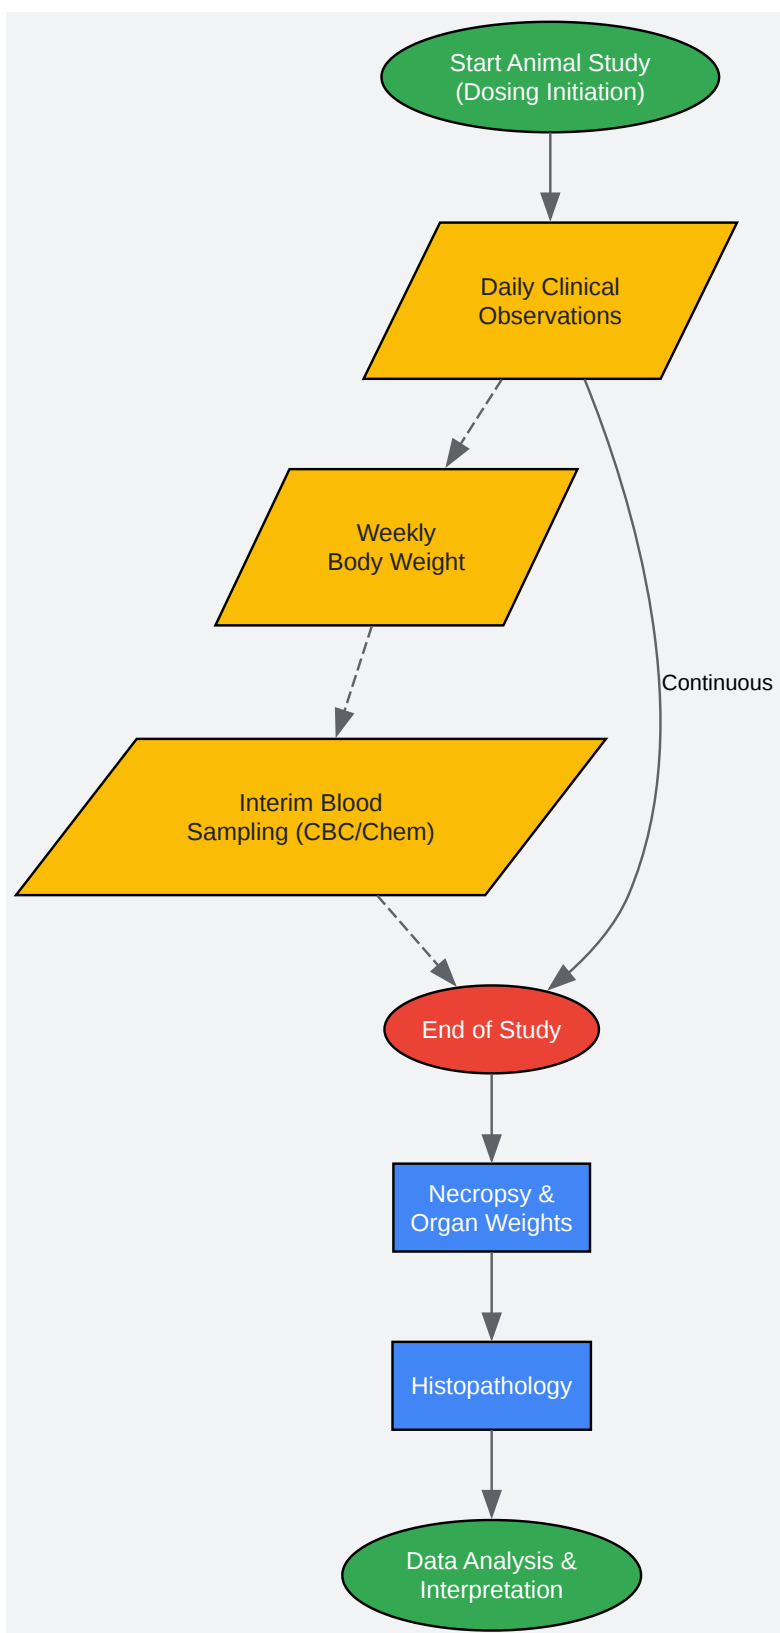 Start Animal Study
(Dosing Initiation)
Daily Clinical
Observations
Weekly
Body Weight
Continuous
Interim Blood
Sampling (CBC/Chem)
End of Study
Necropsy &
Organ Weights
Histopathology
Data Analysis &
Interpretation